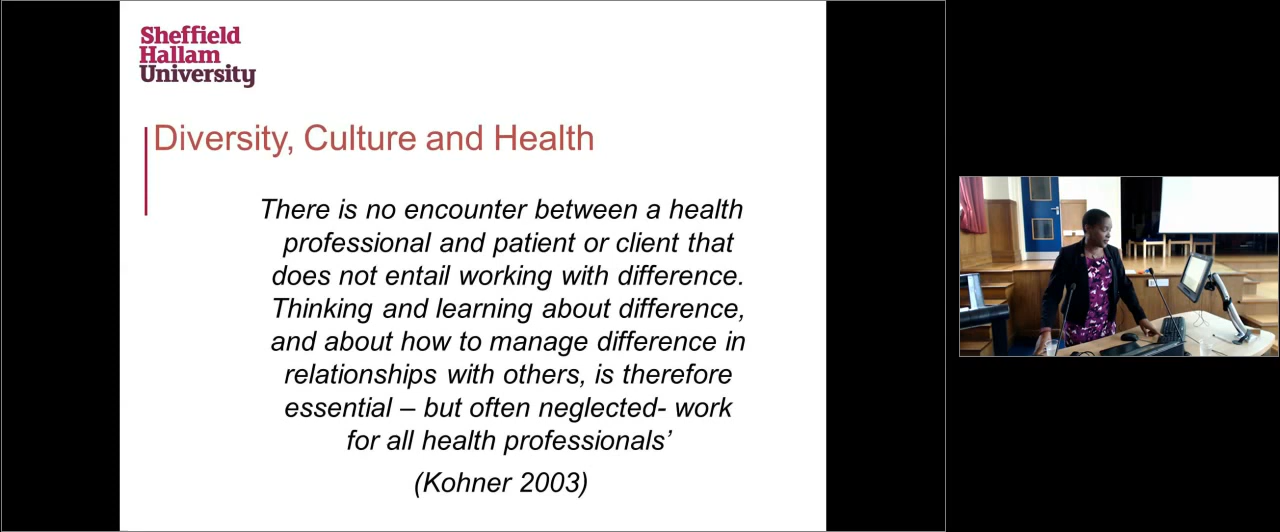 Sheffield
Hallam
University
Diversity, Culture and Health
There is no encounter between a health
professional and patient or client that
does not entail working with difference.
Thinking and learning about difference,
and about how to manage difference in
relationships with others, is therefore
essential – but often neglected- work
for all health professionals’
(Kohner 2003)